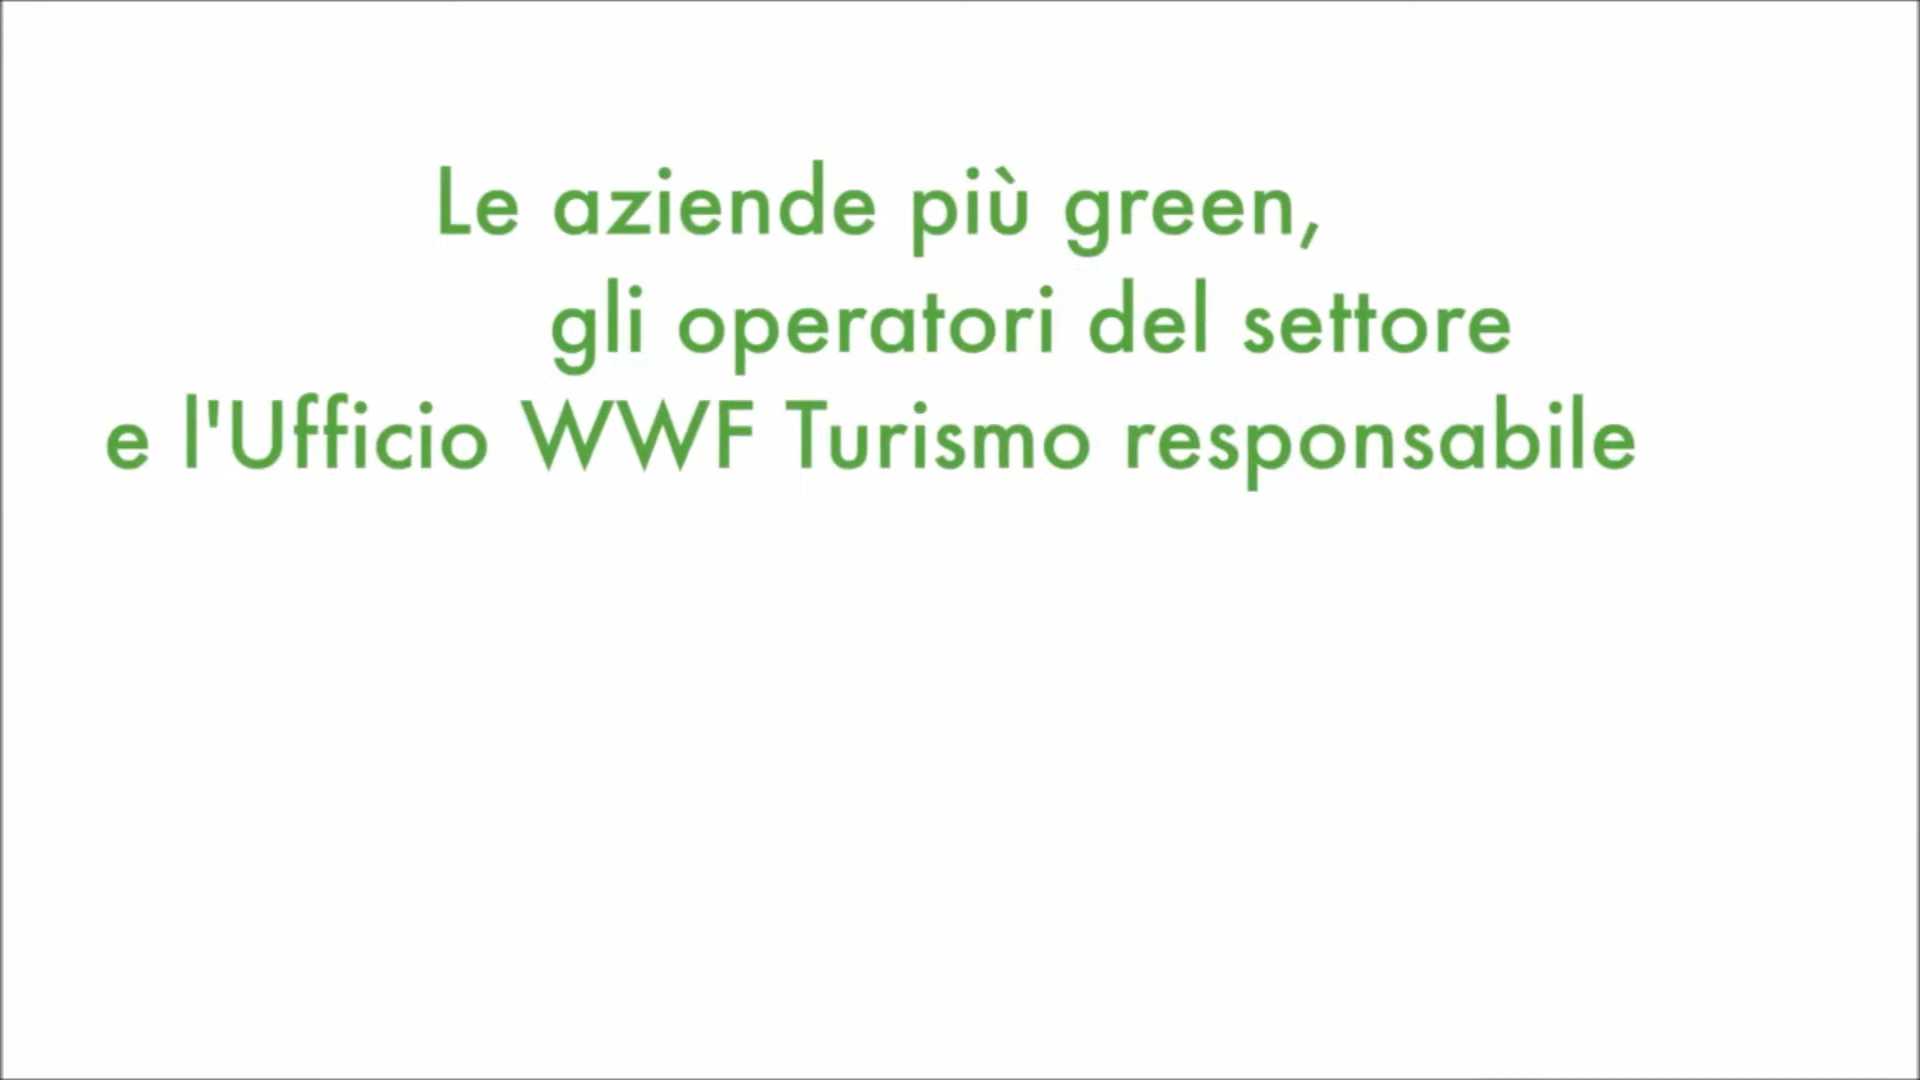 Le aziende più green,
gli operatori del settore
e l'Ufficio WWF Turismo responsabile